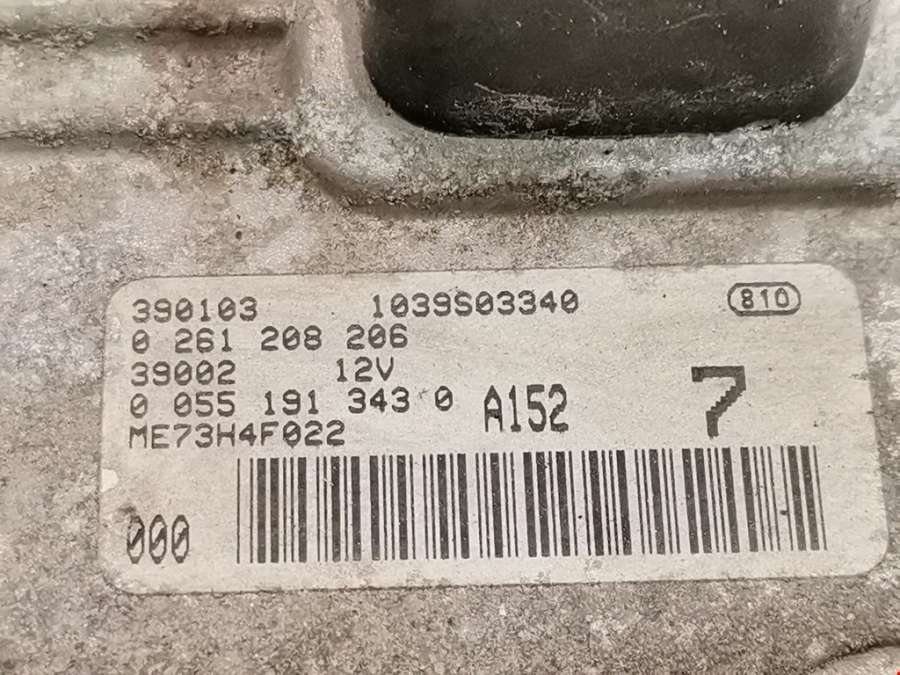 390103 1039S03340 810
0 261 208 206
39002 12V
0 055 191 343 0 A152 7
ME73H4F022
000